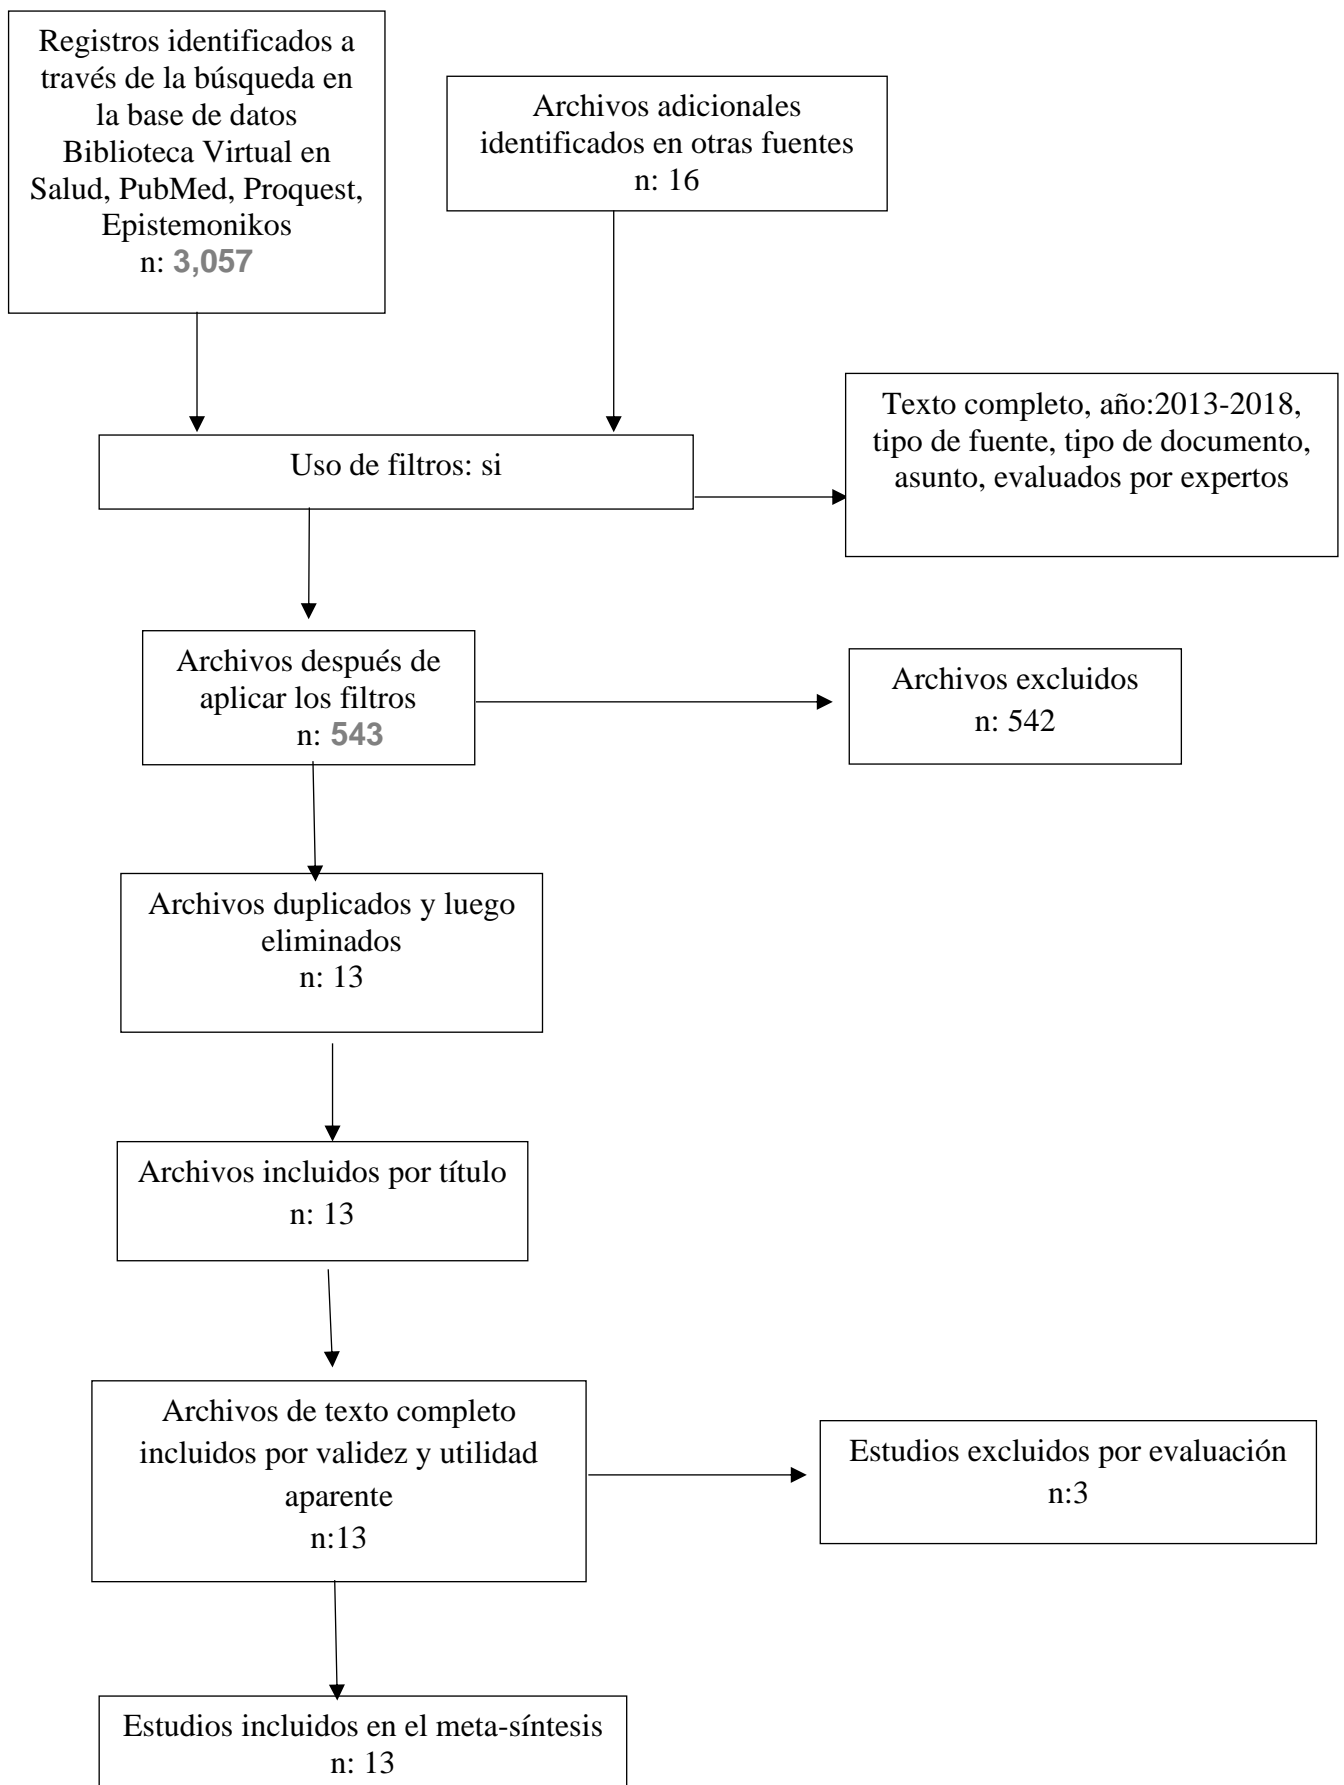 Registros identificados a
través de la búsqueda en
la base de datos
Biblioteca Virtual en
Salud, PubMed, Proquest,
Epistemonikos
n: 3,057
Archivos adicionales
identificados en otras fuentes
n: 16
Uso de filtros: si
Texto completo, año:2013-2018,
tipo de fuente, tipo de documento,
asunto, evaluados por expertos
Archivos después de
aplicar los filtros
n: 543
Archivos excluidos
n: 542
Archivos duplicados y luego
eliminados
n: 13
Archivos incluidos por título
n: 13
Archivos de texto completo
incluidos por validez y utilidad
aparente
n:13
Estudios excluidos por evaluación
n:3
Estudios incluidos en el meta-síntesis
n: 13